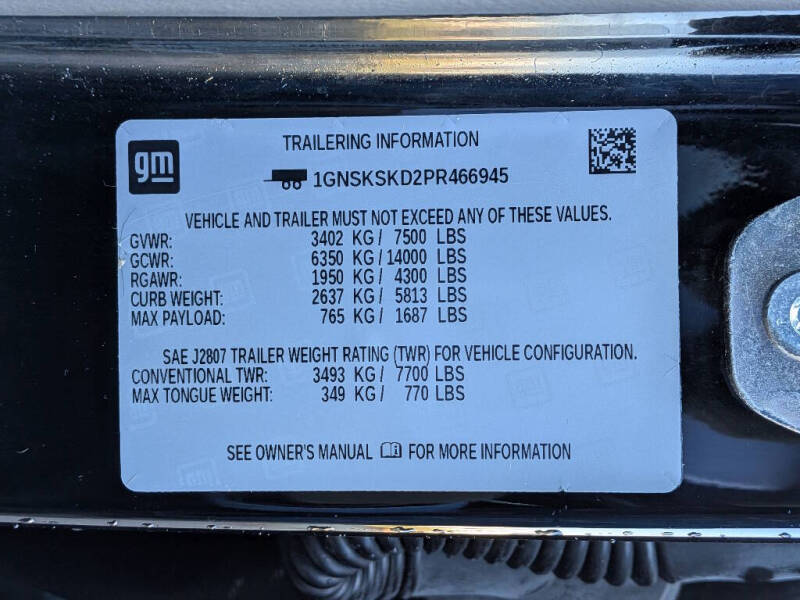 gm
TRAILERING INFORMATION
1GNSKSKD2PR466945
VEHICLE AND TRAILER MUST NOT EXCEED ANY OF THESE VALUES.
GVWR: 3402 KG / 7500 LBS
GCWR: 6350 KG / 14000 LBS
RGAWR: 1950 KG / 4300 LBS
CURB WEIGHT: 2637 KG / 5813 LBS
MAX PAYLOAD: 765 KG / 1687 LBS
SAE J2807 TRAILER WEIGHT RATING (TWR) FOR VEHICLE CONFIGURATION.
CONVENTIONAL TWR: 3493 KG / 7700 LBS
MAX TONGUE WEIGHT: 349 KG / 770 LBS
SEE OWNER'S MANUAL FOR MORE INFORMATION